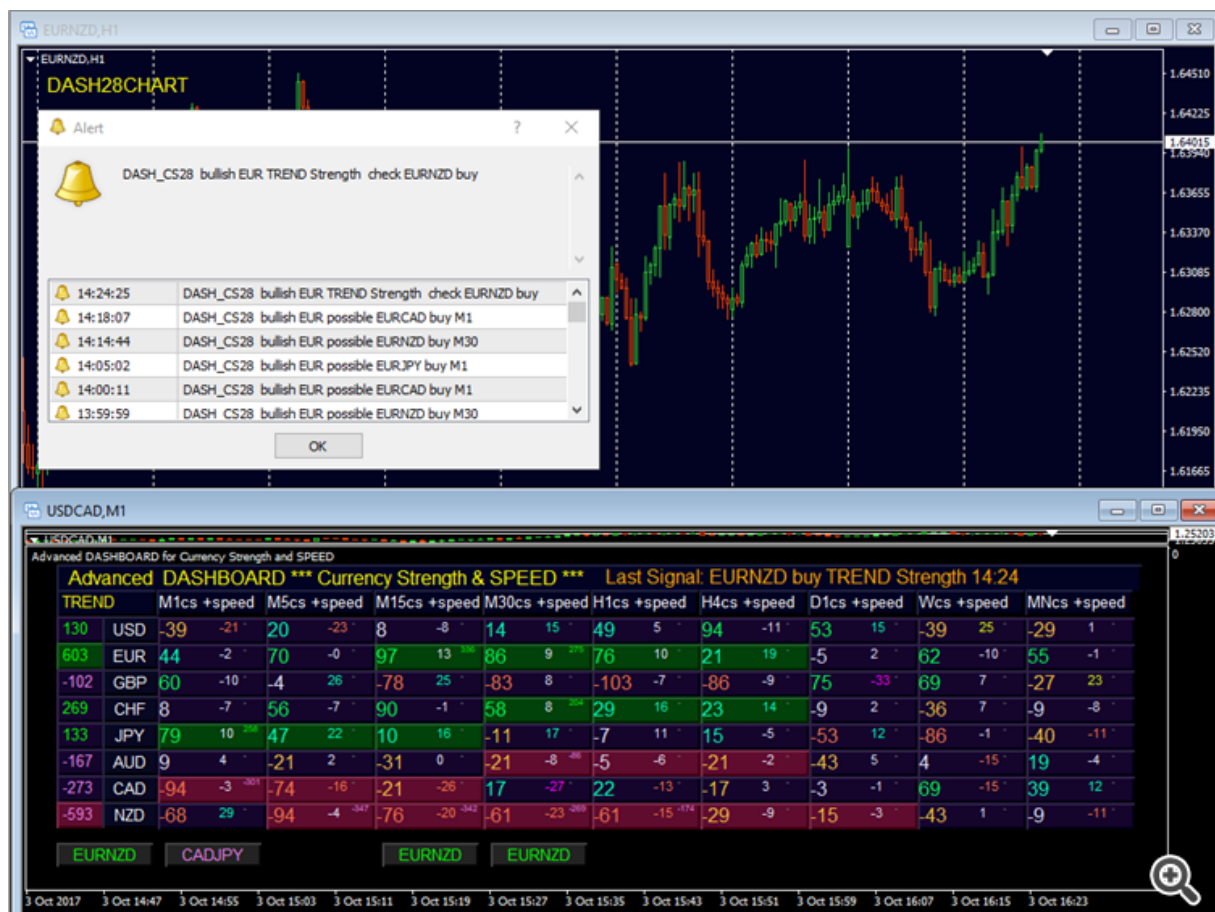 EURNZD,H1
EURNZD,H1
DASH28CHART
1.64510
1.64225
1.64015
1.63940
1.63655
1.63370
1.63085
1.62800
1.62520
1.62235
1.61950
1.61665
Alert
?
DASH_CS28 bullish EUR TREND Strength check EURNZD buy
14:24:25 DASH_CS28 bullish EUR TREND Strength check EURNZD buy
14:18:07 DASH_CS28 bullish EUR possible EURCAD buy M1
14:14:44 DASH_CS28 bullish EUR possible EURNZD buy M30
14:05:02 DASH_CS28 bullish EUR possible EURJPY buy M1
14:00:11 DASH_CS28 bullish EUR possible EURCAD buy M1
13:59:59 DASH_CS28 bullish EUR possible EURNZD buy M30
OK
USDCAD,M1
USDCAD,M1
1.25203
0
Advanced DASHBOARD for Currency Strength and SPEED
Advanced DASHBOARD *** Currency Strength & SPEED *** Last Signal: EURNZD buy TREND Strength 14:24
TREND M1cs +speed M5cs +speed M15cs +speed M30cs +speed H1cs +speed H4cs +speed D1cs +speed Wcs +speed MNcs +speed
130 USD -39 -21 20 -23 8 -8 14 15 49 5 94 -11 53 15 -39 25 -29 1
603 EUR 44 -2 70 -0 97 13 336 86 9 275 76 10 21 19 -5 2 62 -10 55 -1
-102 GBP 60 -10 -4 26 -78 25 -83 8 -103 -7 -86 -9 75 -33 69 7 -27 23
269 CHF 8 -7 56 -7 90 -1 58 8 204 29 16 23 14 -9 2 -36 7 -9 -8
133 JPY 79 10 258 47 22 10 16 -11 17 -7 11 15 -5 -53 12 -86 -1 -40 -11
-167 AUD 9 4 -21 2 -31 0 -21 -8 -86 -5 -6 -21 -2 -43 5 4 -15 19 -4
-273 CAD -94 -3 -301 -74 -16 -21 -26 17 -27 22 -13 -17 3 -3 -1 69 -15 39 12
-593 NZD -68 29 -94 -4 -347 -76 -20 -342 -61 -23 -269 -61 -15 -174 -29 -9 -15 -3 -43 1 -9 -11
EURNZD CADJPY EURNZD EURNZD
3 Oct 2017 3 Oct 14:47 3 Oct 14:55 3 Oct 15:03 3 Oct 15:11 3 Oct 15:19 3 Oct 15:27 3 Oct 15:35 3 Oct 15:43 3 Oct 15:51 3 Oct 15:59 3 Oct 16:07 3 Oct 16:15 3 Oct 16:23